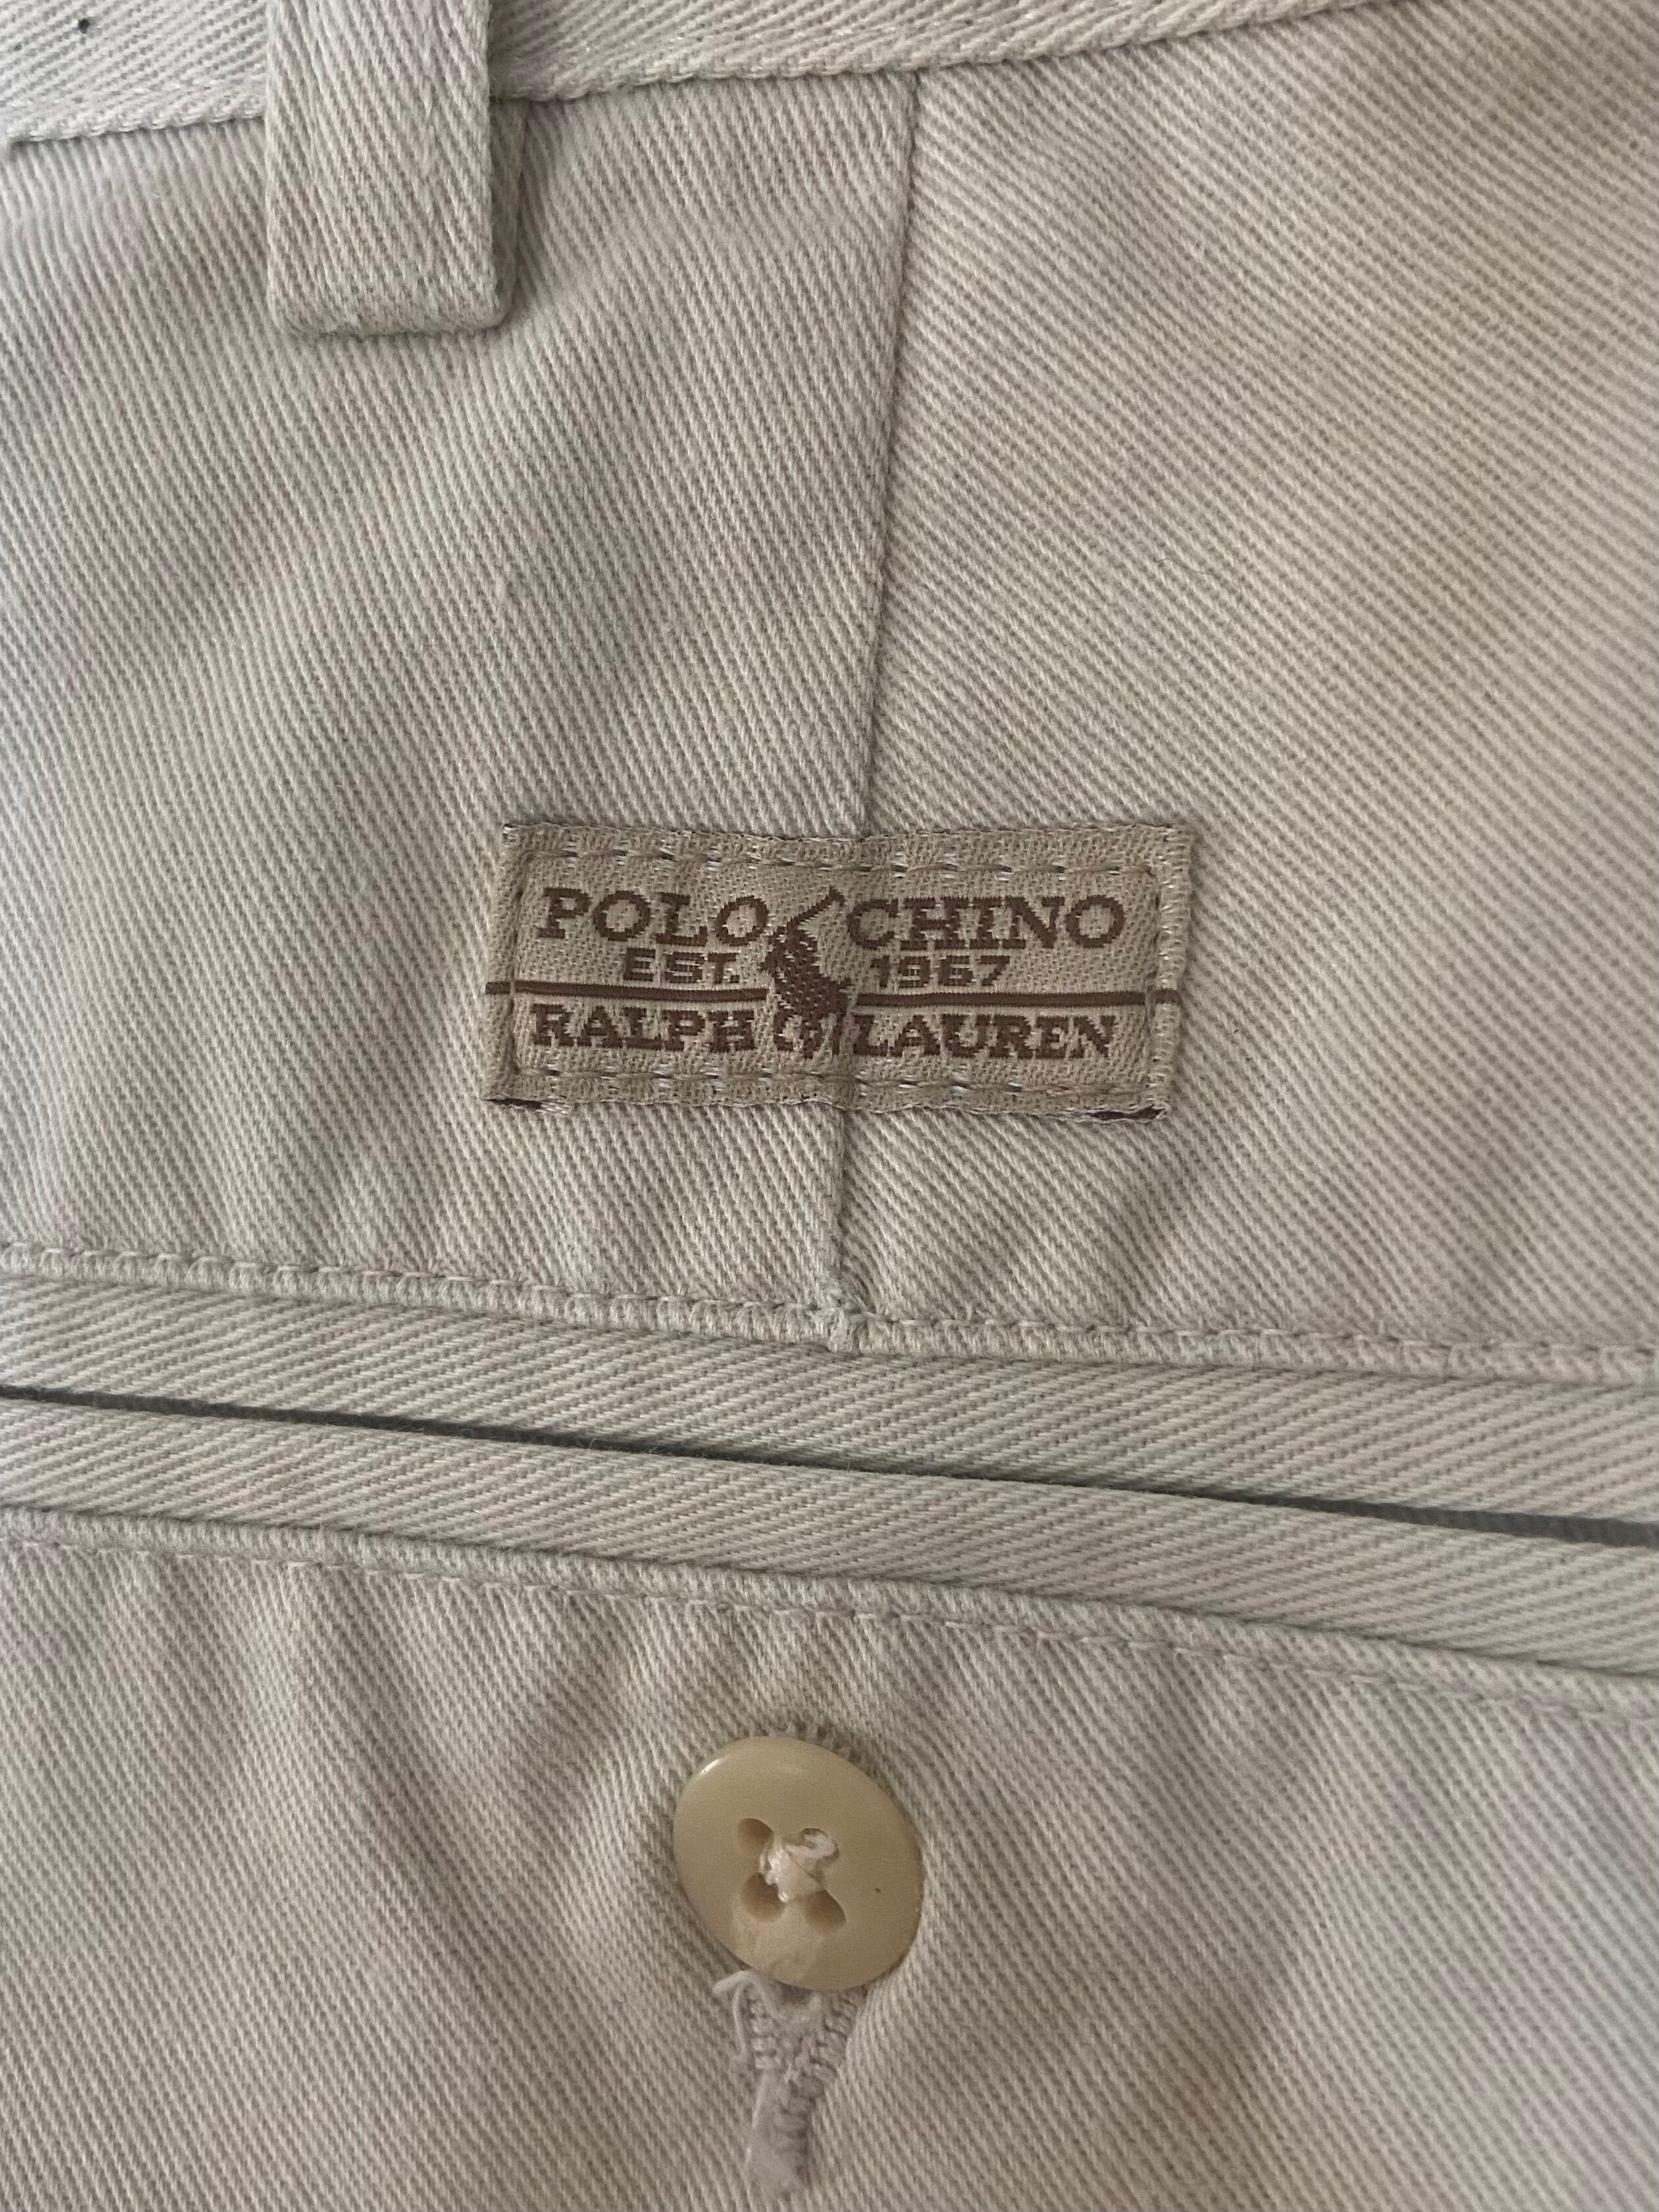 POLO CHINO
EST. 1967
RALPH LAUREN